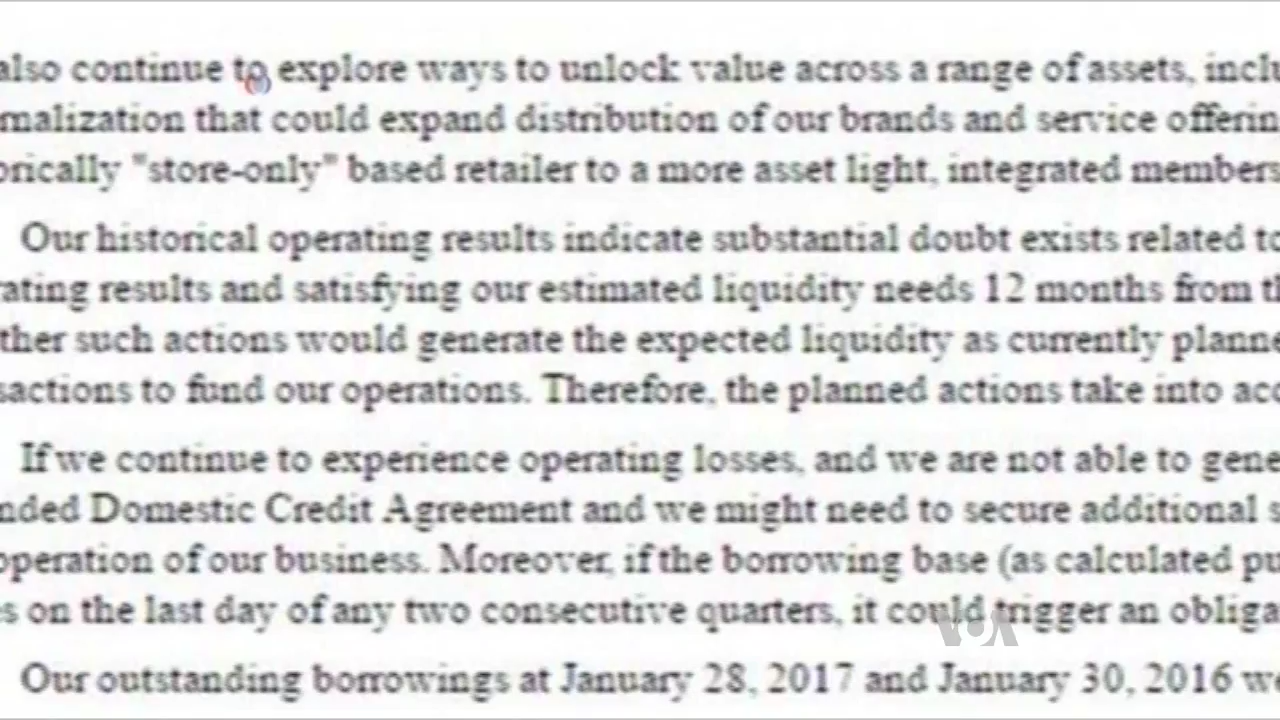 also continue to explore ways to unlock value across a range of assets, inclu
malization that could expand distribution of our brands and service offerin
orically "store-only" based retailer to a more asset light, integrated members
Our historical operating results indicate substantial doubt exists related to
rating results and satisfying our estimated liquidity needs 12 months from th
ther such actions would generate the expected liquidity as currently planne
sactions to fund our operations. Therefore, the planned actions take into acc
If we continue to experience operating losses, and we are not able to gene
nded Domestic Credit Agreement and we might need to secure additional s
operation of our business. Moreover, if the borrowing base (as calculated pu
es on the last day of any two consecutive quarters, it could trigger an obliga
VOA
Our outstanding borrowings at January 28, 2017 and January 30, 2016 we